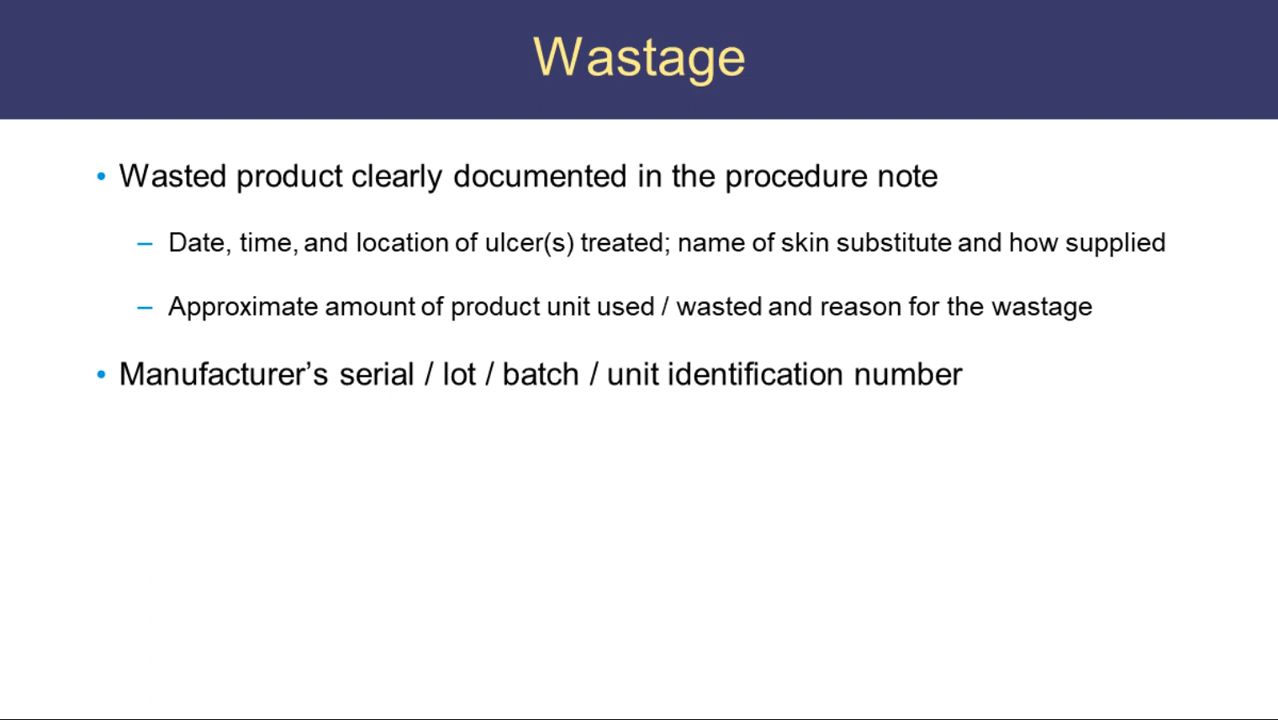 Wastage
• Wasted product clearly documented in the procedure note
– Date, time, and location of ulcer(s) treated; name of skin substitute and how supplied
– Approximate amount of product unit used / wasted and reason for the wastage
• Manufacturer’s serial / lot / batch / unit identification number